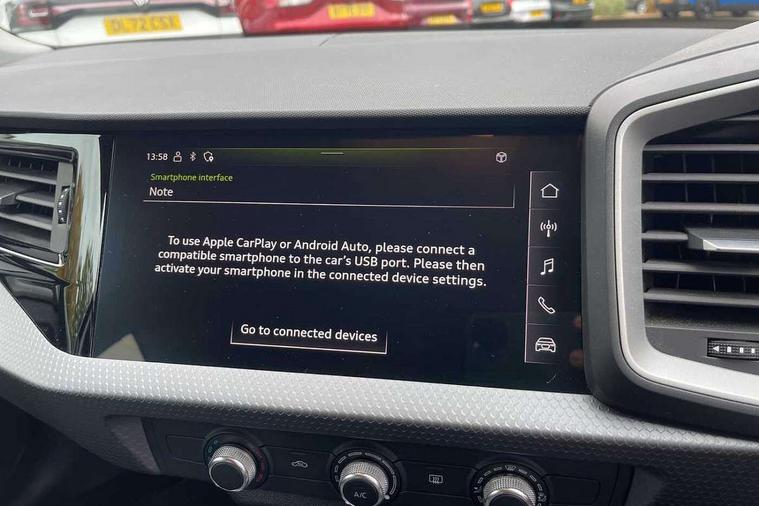 OL72CSX
13:58
Smartphone interface
Note
To use Apple CarPlay or Android Auto, please connect a
compatible smartphone to the car's USB port. Please then
activate your smartphone in the connected device settings.
Go to connected devices
A/C